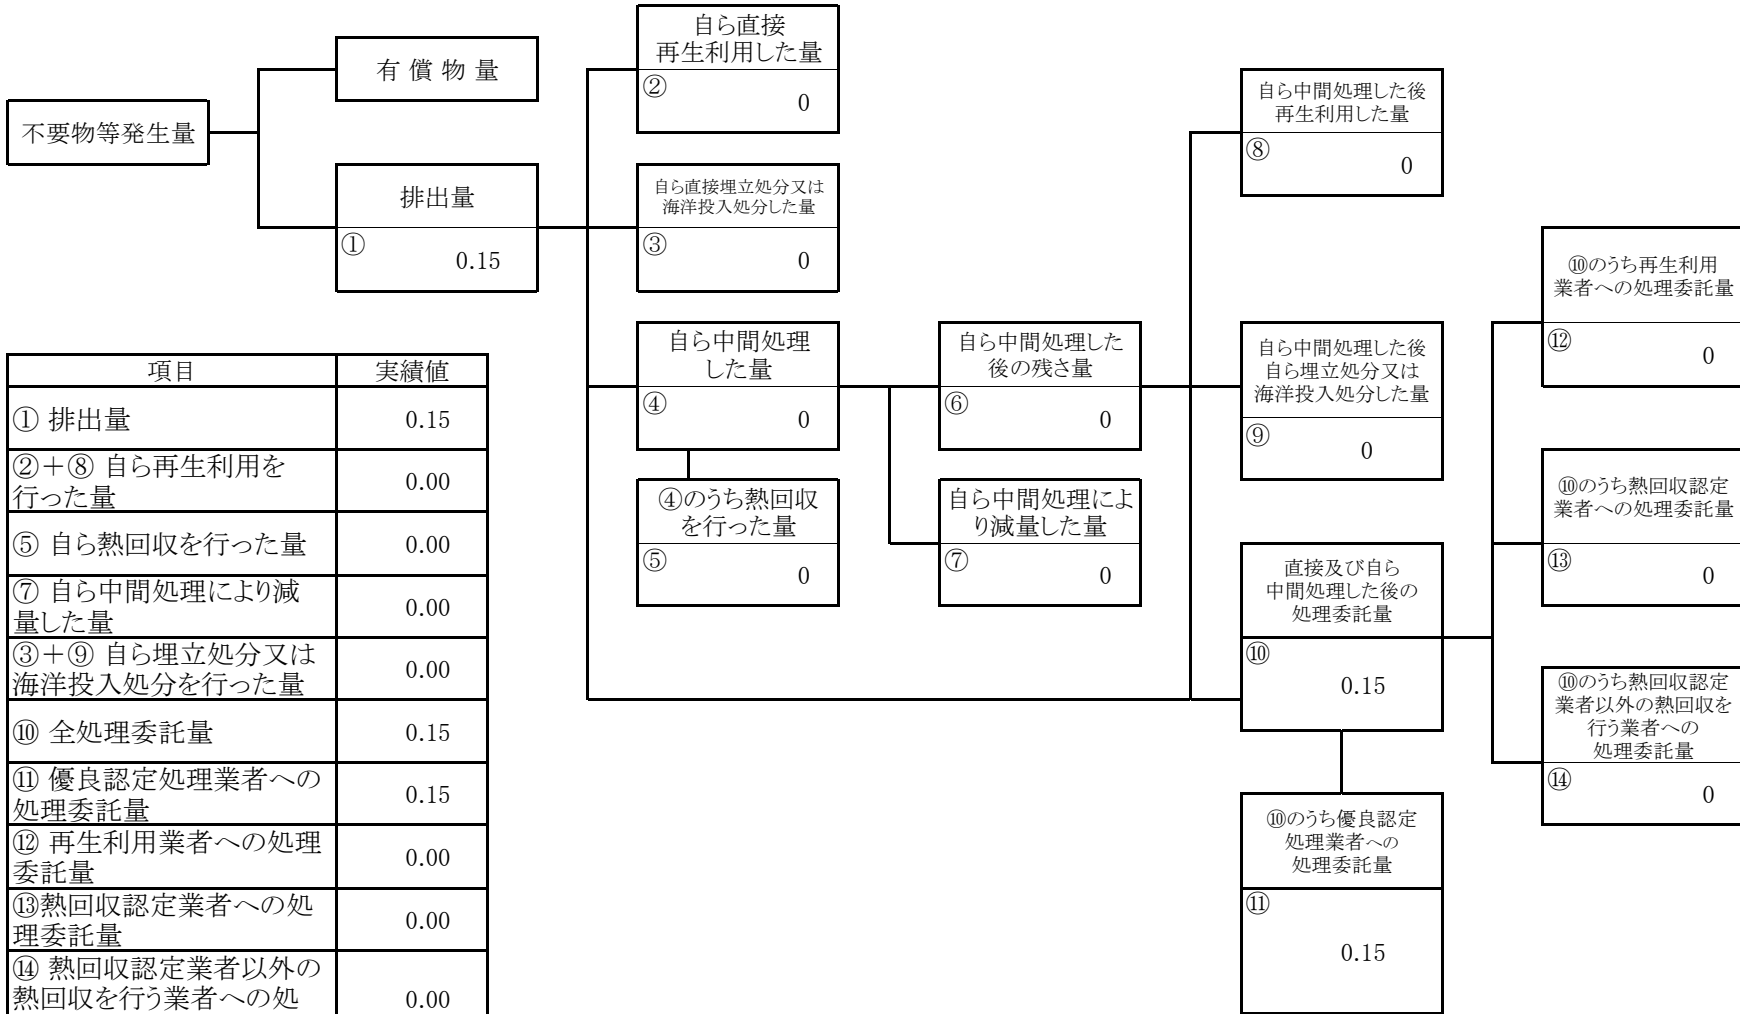 不要物等発生量
有 償 物 量
排出量
①
0.15
自ら直接
再生利用した量
②
0
自ら直接埋立処分又は
海洋投入処分した量
③
0
自ら中間処理
した量
④
0
④のうち熱回収
を行った量
⑤
0
自ら中間処理した
後の残さ量
⑥
0
自ら中間処理によ
り減量した量
⑦
0
自ら中間処理した後
再生利用した量
⑧
0
自ら中間処理した後
自ら埋立処分又は
海洋投入処分した量
⑨
0
直接及び自ら
中間処理した後の
処理委託量
⑩
0.15
⑩のうち優良認定
処理業者への
処理委託量
⑪
0.15
⑩のうち再生利用
業者への処理委託量
⑫
0
⑩のうち熱回収認定
業者への処理委託量
⑬
0
⑩のうち熱回収認定
業者以外の熱回収を
行う業者への
処理委託量
⑭
0
項目 実績値
① 排出量 0.15
②＋⑧ 自ら再生利用を
行った量 0.00
⑤ 自ら熱回収を行った量 0.00
⑦ 自ら中間処理により減
量した量 0.00
③＋⑨ 自ら埋立処分又は
海洋投入処分を行った量 0.00
⑩ 全処理委託量 0.15
⑪ 優良認定処理業者への
処理委託量 0.15
⑫ 再生利用業者への処理
委託量 0.00
⑬熱回収認定業者への処
理委託量 0.00
⑭ 熱回収認定業者以外の
熱回収を行う業者への処 0.00